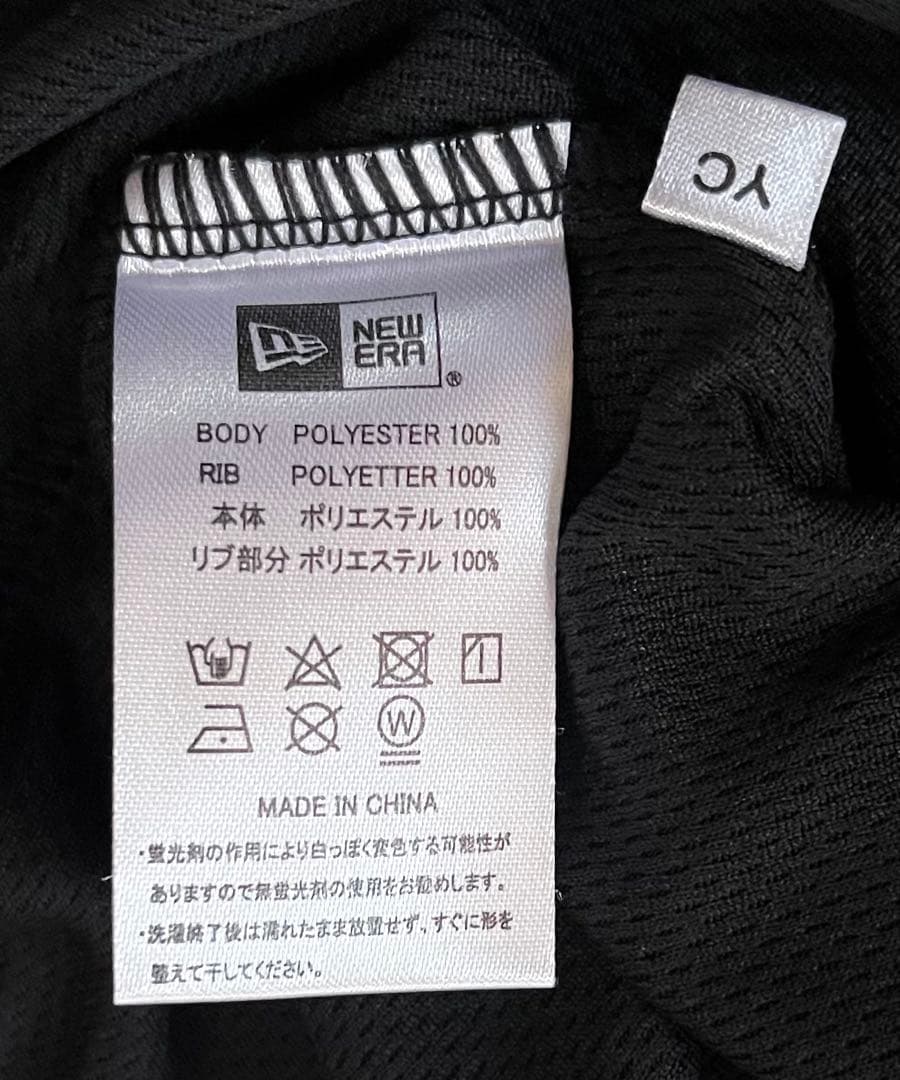 YC
NEW
ERA
®
BODY POLYESTER 100%
RIB POLYETTER 100%
本体 ポリエステル 100%
リブ部分 ポリエステル 100%
W
MADE IN CHINA
・蛍光剤の作用により白っぽく変色する可能性が
ありますので無蛍光剤の使用をお勧めします。
・洗濯終了後は濡れたまま放置せず、すぐに形を
整えて干してください。